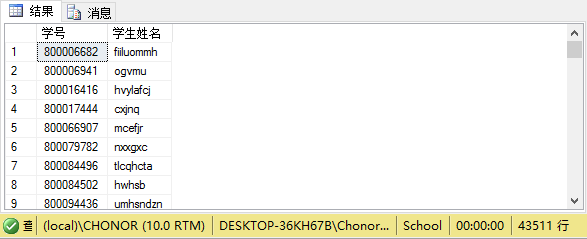 结果 消息
学号 学生姓名
1 800006682 fiiluommh
2 800006941 ogvmu
3 800016416 hvylafcj
4 800017444 cxjnq
5 800066907 mcefjr
6 800079782 nxxgxc
7 800084496 tlcqhcta
8 800084502 hwhsb
9 800094436 umhsndzn
(local)\CHONOR (10.0 RTM) DESKTOP-36KH67B\Chonor... School 00:00:00 43511 行